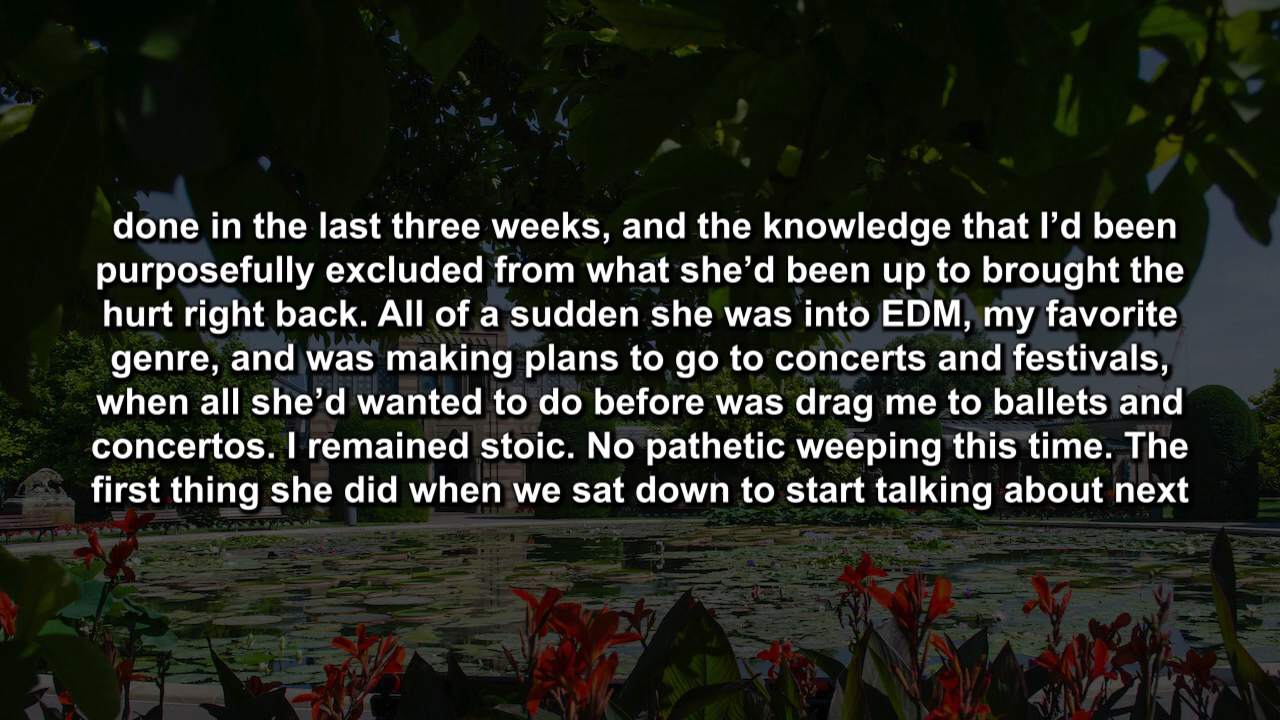 done in the last three weeks, and the knowledge that I’d been
purposefully excluded from what she’d been up to brought the
hurt right back. All of a sudden she was into EDM, my favorite
genre, and was making plans to go to concerts and festivals,
when all she’d wanted to do before was drag me to ballets and
concertos. I remained stoic. No pathetic weeping this time. The
first thing she did when we sat down to start talking about next